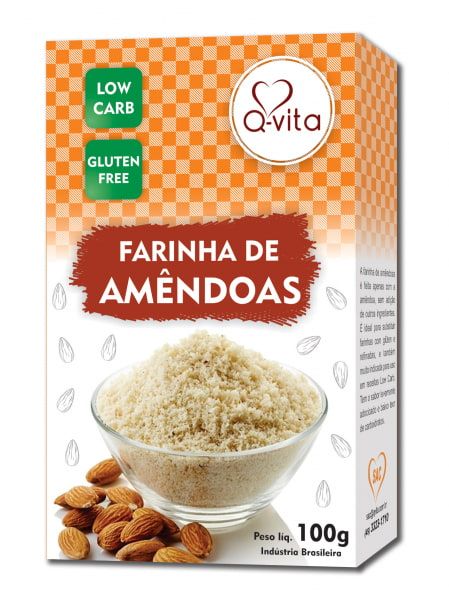 LOW
CARB
Q-vita
GLUTEN
FREE
FARINHA DE
AMÊNDOAS
A farinha de amêndoas
é feita apenas com a
amêndoa, sem adição
de outros ingredientes.
É ideal para substituir
farinhas com glúten e
refinadas, e também
muito indicada para uso
em receitas Low Carb.
Tem o sabor levemente
adocicado e baixo teor
de carboidratos.
SAC
Peso líq. 100g
Indústria Brasileira